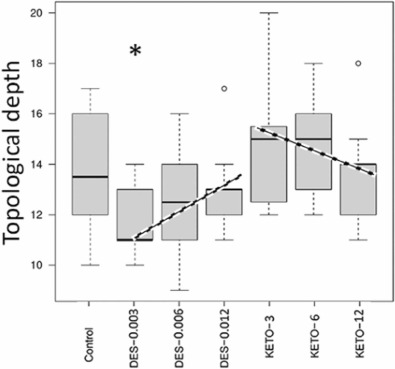 Topological depth
20
18
16
14
12
10
*
Control
DES-0.003
DES-0.006
DES-0.012
KETO-3
KETO-6
KETO-12